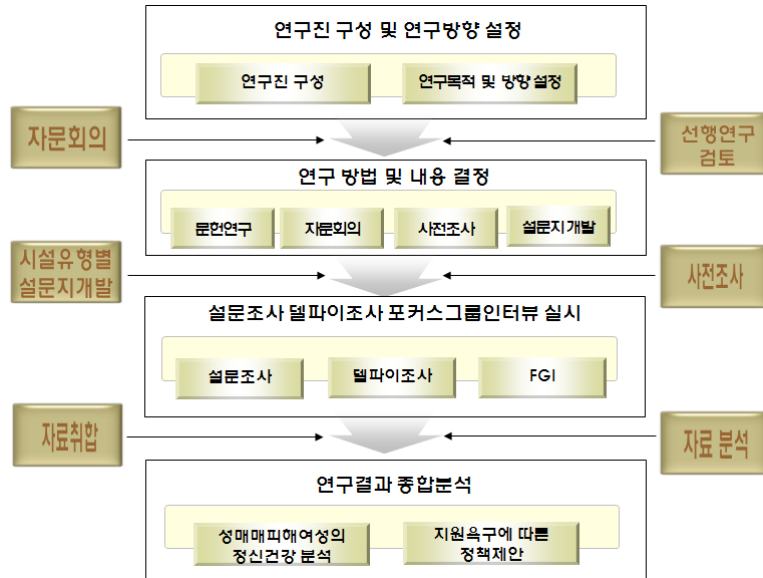 연구진 구성 및 연구방향 설정
연구진 구성
연구목적 및 방향 설정
자문회의
선행연구
검토
연구 방법 및 내용 결정
문헌연구
자문회의
사전조사
설문지 개발
시설유형별
설문지개발
사전조사
설문조사 델파이조사 포커스그룹인터뷰 실시
설문조사
델파이조사
FGI
자료취합
자료 분석
연구결과 종합분석
성매매피해여성의
정신건강 분석
지원욕구에 따른
정책제안